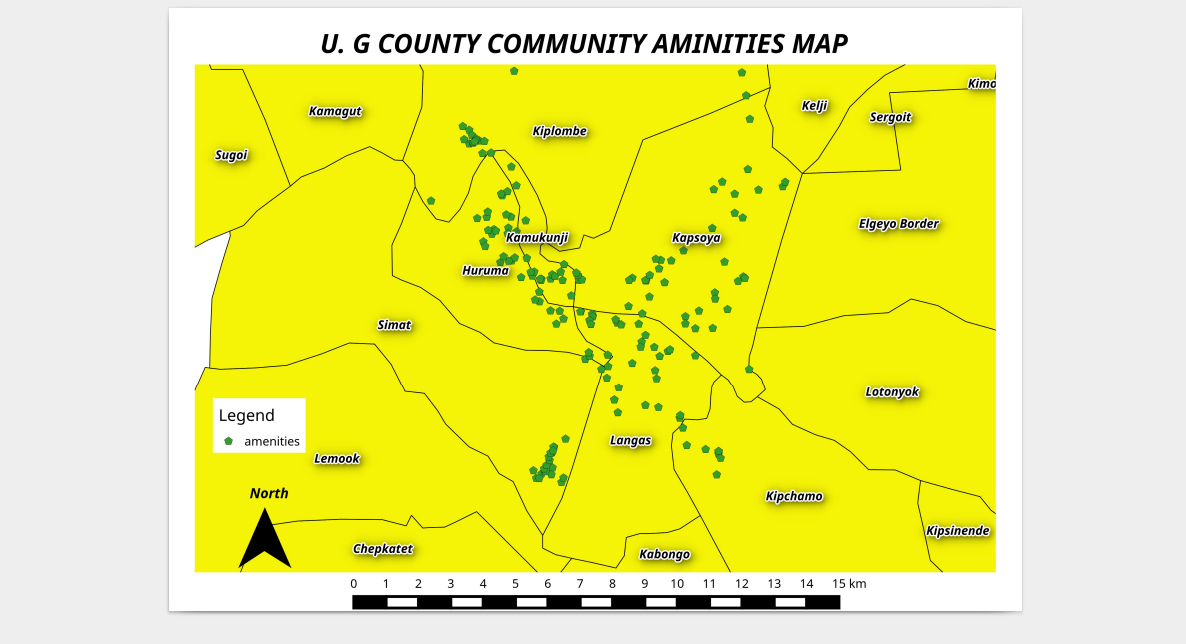 U. G COUNTY COMMUNITY AMINITIES MAP
Kimo
Kelji
Kamagut
Sergoit
Kiplombe
Sugoi
Elgeyo Border
Kamukunji
Kapsoya
Huruma
Simat
Lotonyok
Legend
amenities
Langas
Lemook
North
Kipchamo
Kipsinende
Chepkatet
Kabongo
0 1 2 3 4 5 6 7 8 9 10 11 12 13 14 15 km